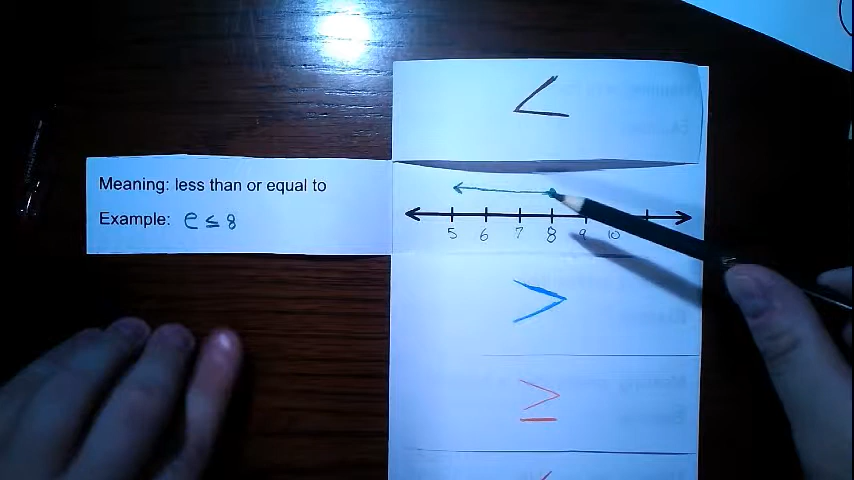 <
Meaning: less than or equal to
Example: e ≤ 8
5 6 7 8 9 10
>
≥